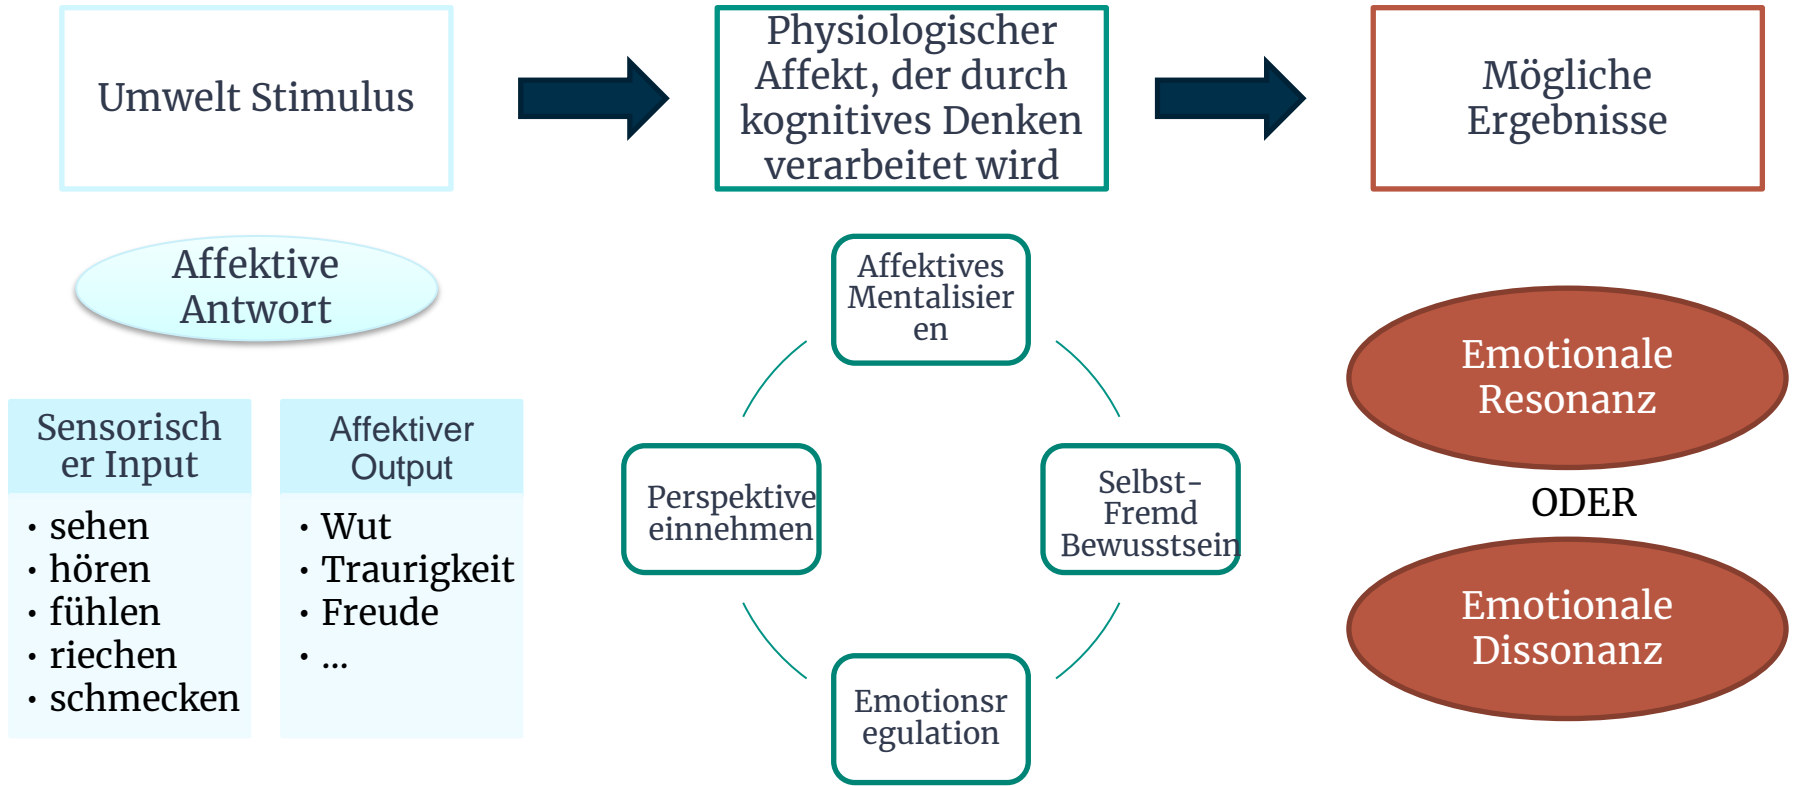 Umwelt Stimulus
Physiologischer
Affekt, der durch
kognitives Denken
verarbeitet wird
Mögliche
Ergebnisse
Affektive
Antwort
Sensorisch
er Input
• sehen
• hören
• fühlen
• riechen
• schmecken
Affektiver
Output
• Wut
• Traurigkeit
• Freude
• ...
Affektives
Mentalisier
en
Selbst-
Fremd
Bewusstsein
Emotionsr
egulation
Perspektive
einnehmen
Emotionale
Resonanz
ODER
Emotionale
Dissonanz